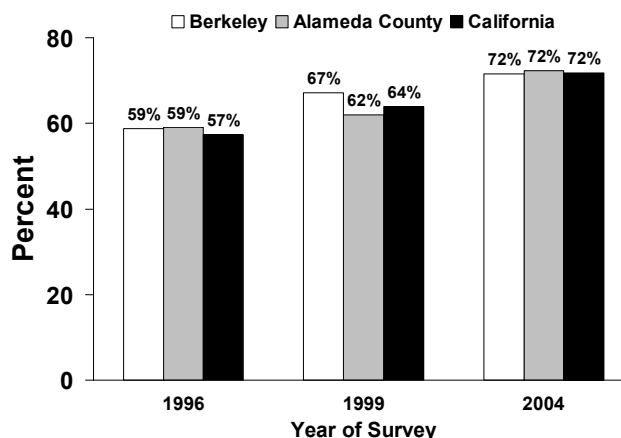 Berkeley Alameda County California
80
60
40
20
0
Percent
59% 59% 57%
67% 62% 64%
72% 72% 72%
1996 1999 2004
Year of Survey